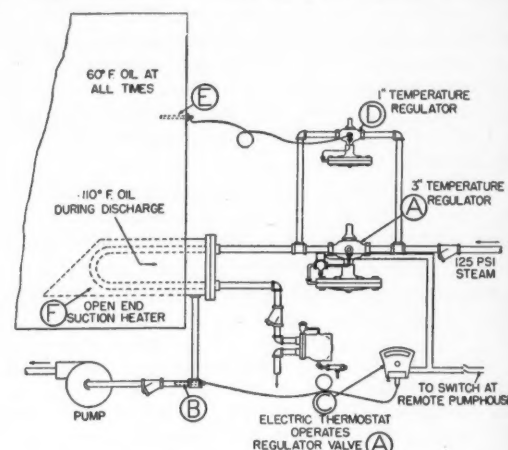 60° F. OIL AT
ALL TIMES
E
1" TEMPERATURE
D
REGULATOR
3" TEMPERATURE
REGULATOR
A
110° F. OIL
DURING DISCHARGE
125 PSI
STEAM
F
OPEN END
SUCTION HEATER
PUMP
B
TO SWITCH AT
REMOTE PUMPHOUSE
ELECTRIC THERMOSTAT
OPERATES
REGULATOR VALVE A